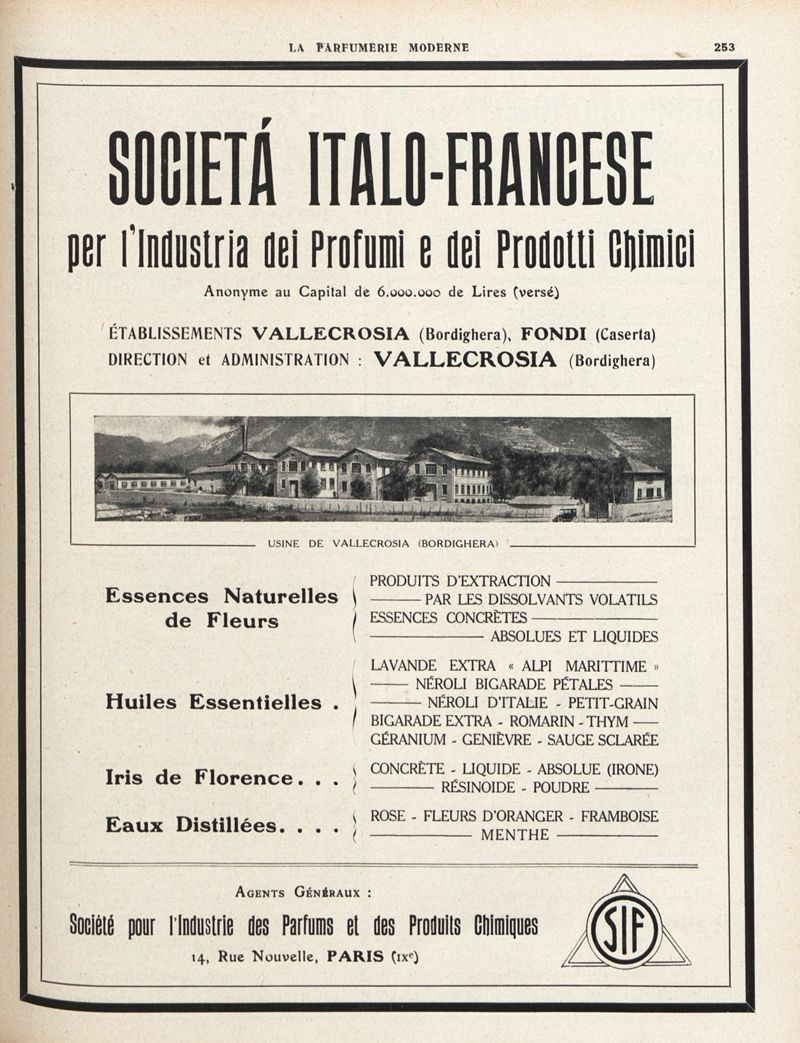 LA PARFUMERIE MODERNE
253
SOCIETÁ ITALO-FRANCESE
per l'Industria dei Profumi e dei Prodotti Chimici
Anonyme au Capital de 6.000.000 de Lires (versé)
ÉTABLISSEMENTS VALLECROSIA (Bordighera), FONDI (Caserta)
DIRECTION et ADMINISTRATION : VALLECROSIA (Bordighera)
USINE DE VALLECROSIA (BORDIGHERA)
Essences Naturelles
de Fleurs
PRODUITS D'EXTRACTION
PAR LES DISSOLVANTS VOLATILS
ESSENCES CONCRÈTES
ABSOLUES ET LIQUIDES
Huiles Essentielles .
LAVANDE EXTRA « ALPI MARITTIME »
NÉROLI BIGARADE PÉTALES
NÉROLI D'ITALIE - PETIT-GRAIN
BIGARADE EXTRA - ROMARIN - THYM
GÉRANIUM - GENIÈVRE - SAUGE SCLARÉE
Iris de Florence. . .
CONCRÈTE - LIQUIDE - ABSOLUE (IRONE)
RÉSINOIDE - POUDRE
Eaux Distillées. . . .
ROSE - FLEURS D'ORANGER - FRAMBOISE
MENTHE
AGENTS GÉNÉRAUX :
Société pour l'Industrie des Parfums et des Produits Chimiques
14, Rue Nouvelle, PARIS (IXe)
SIF